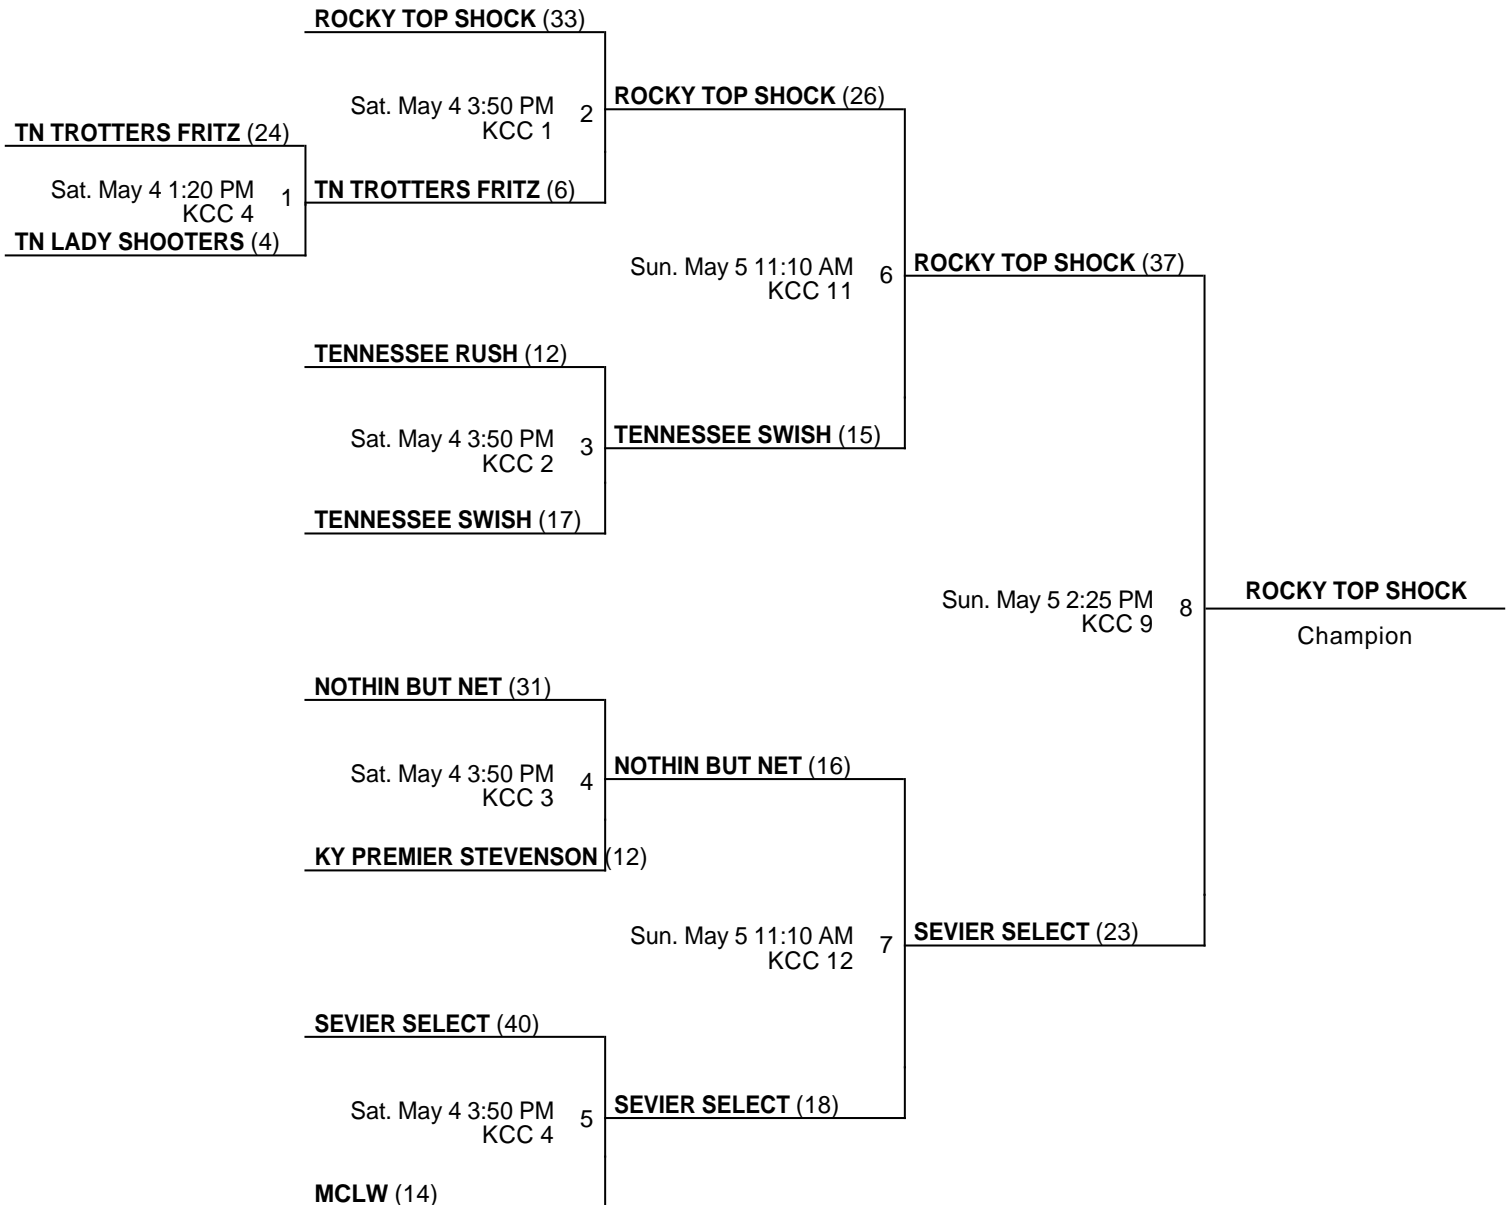 ROCKY TOP SHOCK (33)
Sat. May 4 3:50 PM
KCC 1
2
ROCKY TOP SHOCK (26)
TN TROTTERS FRITZ (24)
Sat. May 4 1:20 PM
KCC 4
1
TN TROTTERS FRITZ (6)
TN LADY SHOOTERS (4)
Sun. May 5 11:10 AM
KCC 11
6
ROCKY TOP SHOCK (37)
TENNESSEE RUSH (12)
Sat. May 4 3:50 PM
KCC 2
3
TENNESSEE SWISH (15)
TENNESSEE SWISH (17)
Sun. May 5 2:25 PM
KCC 9
8
ROCKY TOP SHOCK
Champion
NOTHIN BUT NET (31)
Sat. May 4 3:50 PM
KCC 3
4
NOTHIN BUT NET (16)
KY PREMIER STEVENSON (12)
Sun. May 5 11:10 AM
KCC 12
7
SEVIER SELECT (23)
SEVIER SELECT (40)
Sat. May 4 3:50 PM
KCC 4
5
SEVIER SELECT (18)
MCLW (14)